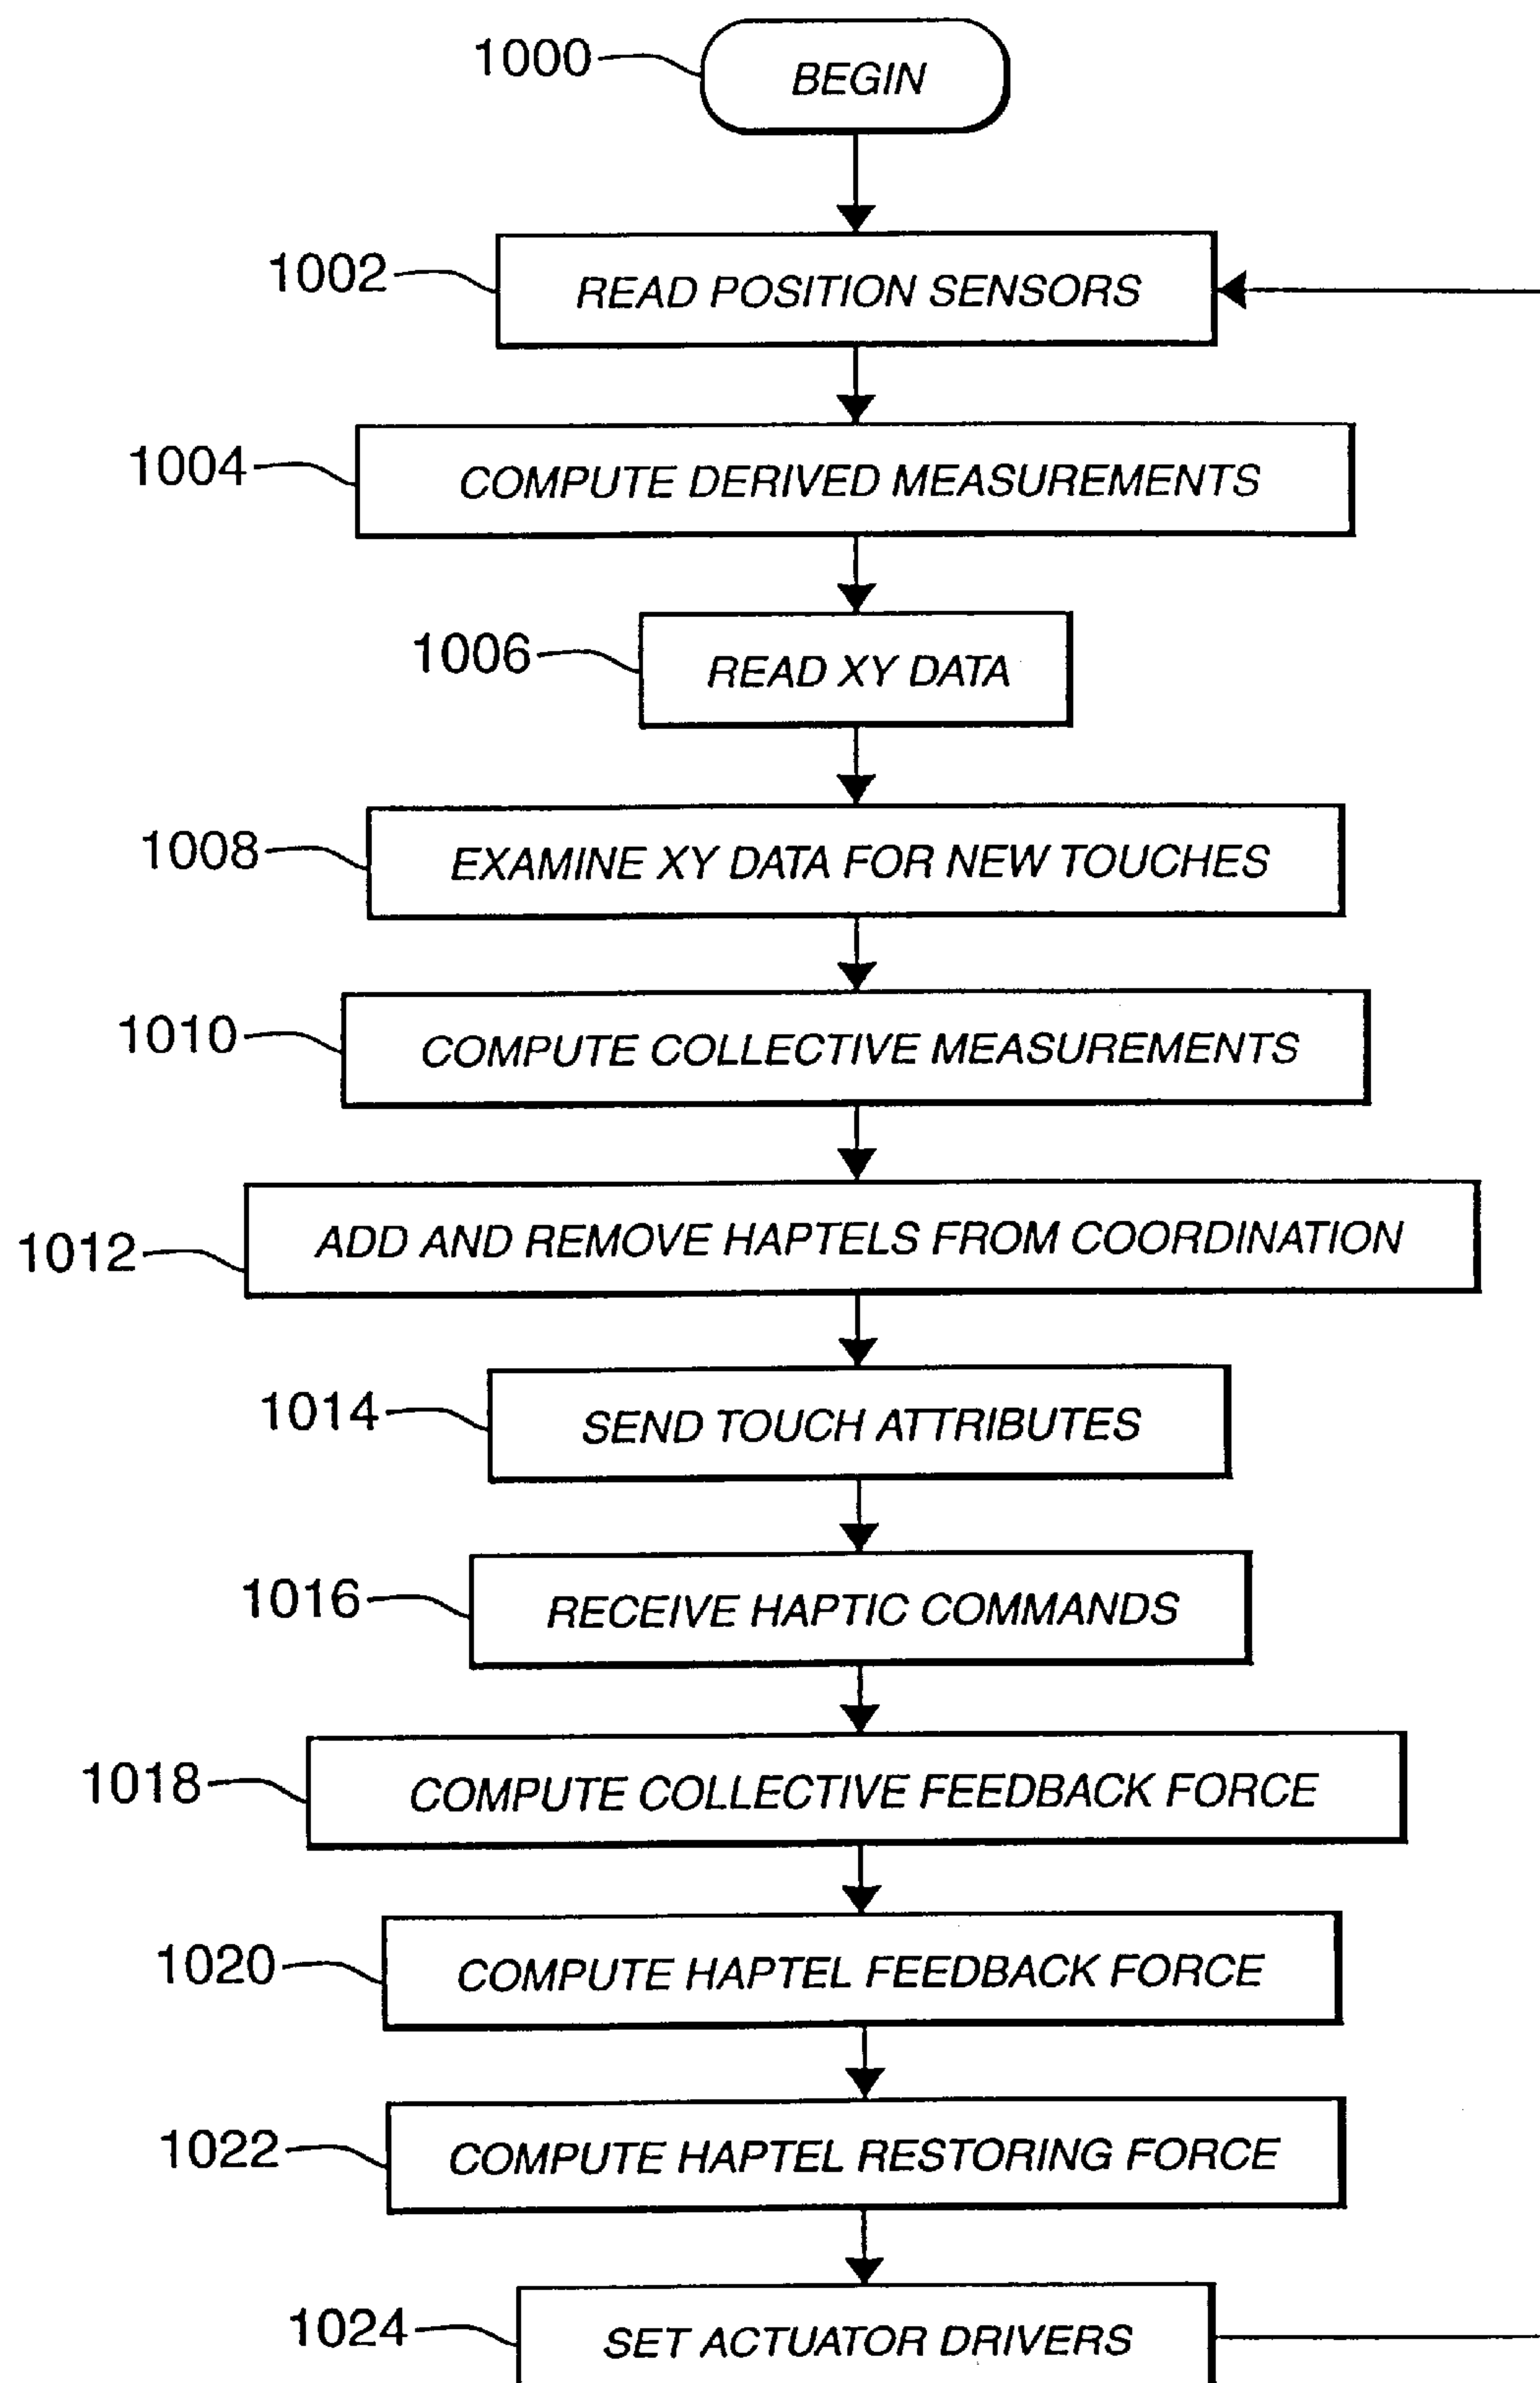 1000 BEGIN
1002 READ POSITION SENSORS
1004 COMPUTE DERIVED MEASUREMENTS
1006 READ XY DATA
1008 EXAMINE XY DATA FOR NEW TOUCHES
1010 COMPUTE COLLECTIVE MEASUREMENTS
1012 ADD AND REMOVE HAPTELS FROM COORDINATION
1014 SEND TOUCH ATTRIBUTES
1016 RECEIVE HAPTIC COMMANDS
1018 COMPUTE COLLECTIVE FEEDBACK FORCE
1020 COMPUTE HAPTEL FEEDBACK FORCE
1022 COMPUTE HAPTEL RESTORING FORCE
1024 SET ACTUATOR DRIVERS